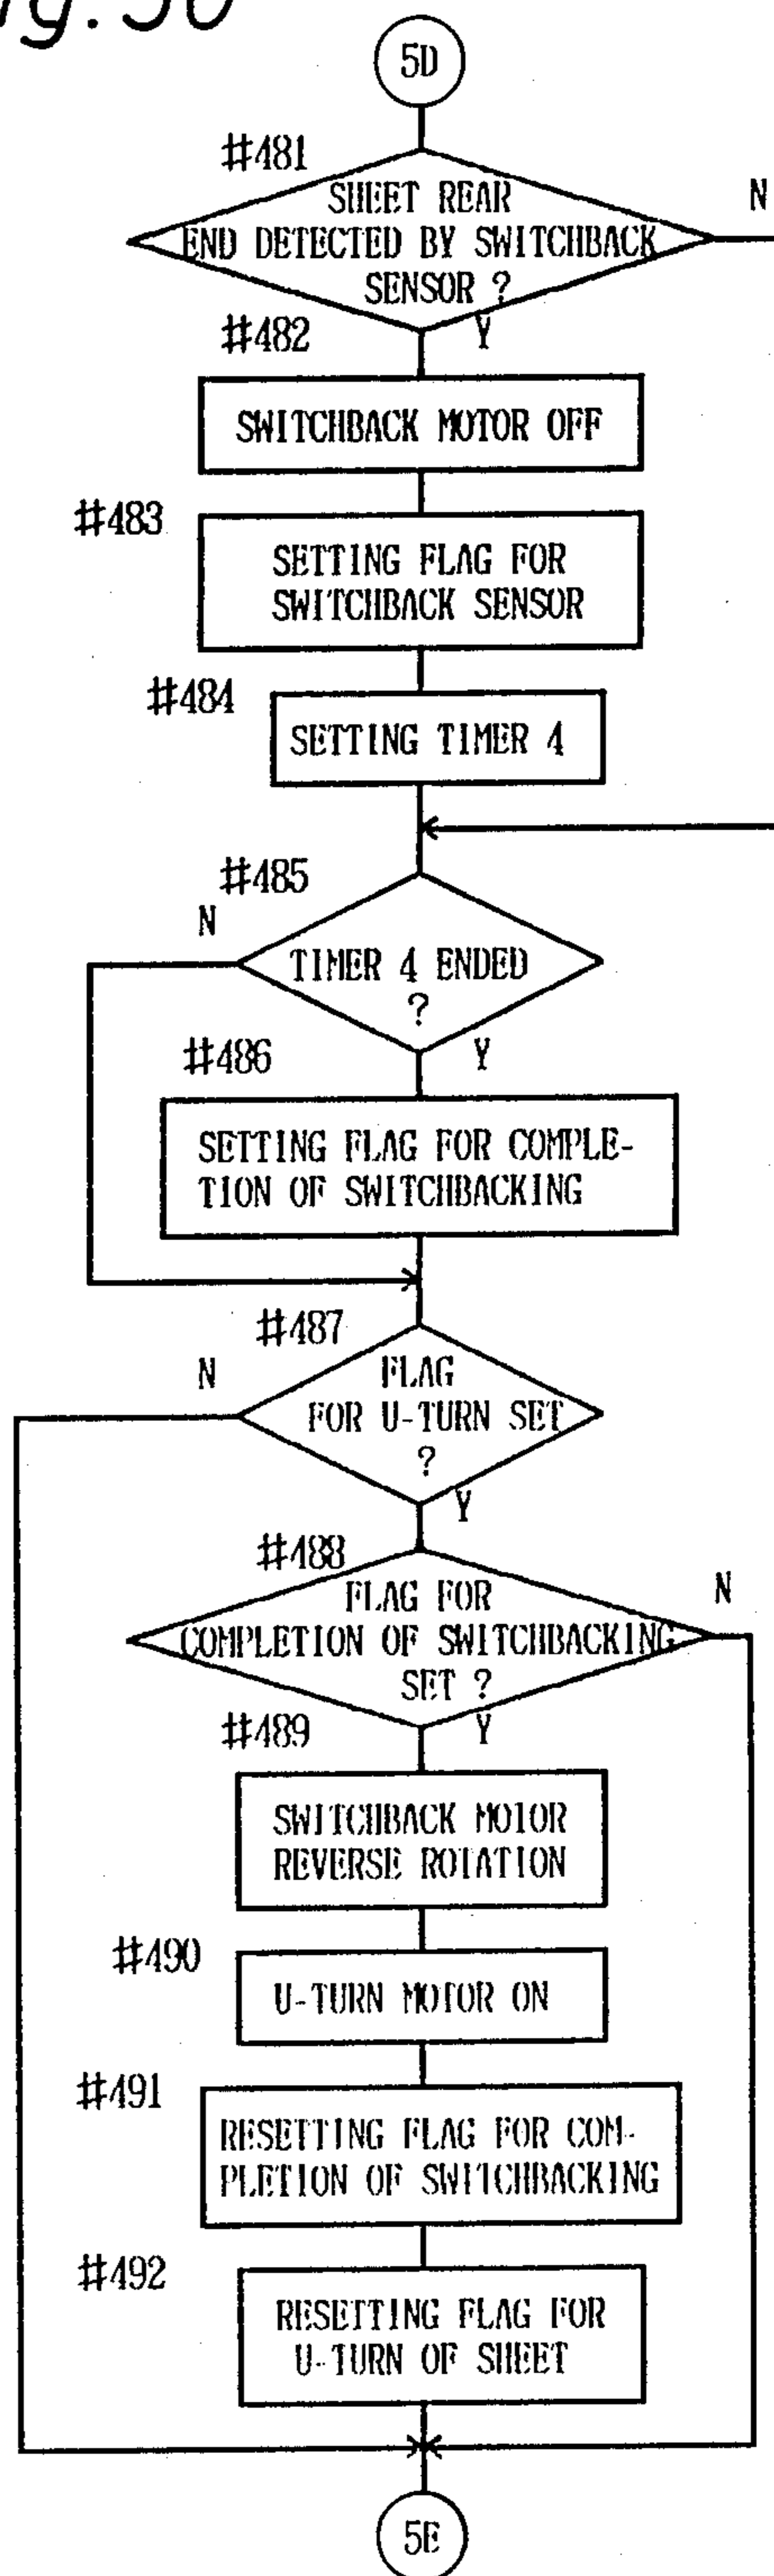 5D
#481
SHEET REAR
END DETECTED BY SWITCHBACK
SENSOR ?
N
Y
#482
SWITCHBACK MOTOR OFF
#483
SETTING FLAG FOR
SWITCHBACK SENSOR
#484
SETTING TIMER 4
#485
N
TIMER 4 ENDED
?
Y
#486
SETTING FLAG FOR COMPLE-
TION OF SWITCHBACKING
#487
N
FLAG
FOR U-TURN SET
?
Y
#488
FLAG FOR
COMPLETION OF SWITCHBACKING
SET ?
N
Y
#489
SWITCHBACK MOTOR
REVERSE ROTATION
#490
U-TURN MOTOR ON
#491
RESETTING FLAG FOR COM-
PLETION OF SWITCHBACKING
#492
RESETTING FLAG FOR
U-TURN OF SHEET
5E